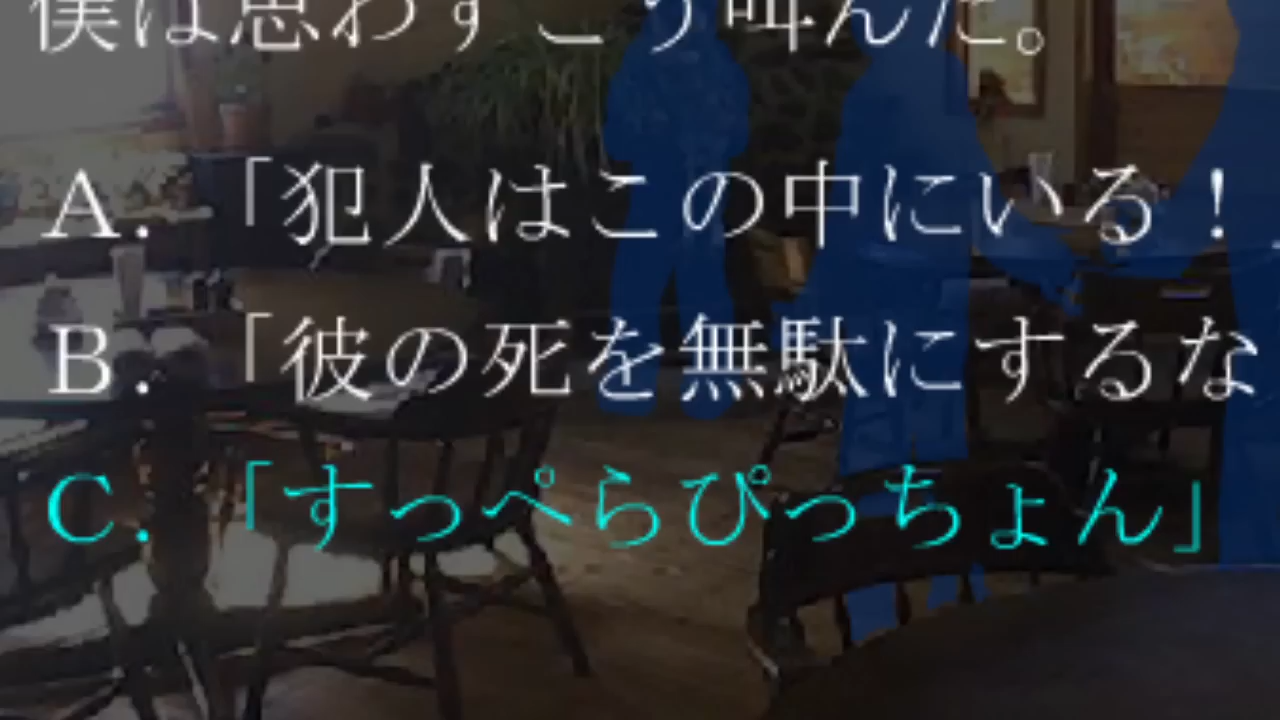 僕は思わずこう叫んだ。
A.「犯人はこの中にいる！
B.「彼の死を無駄にするな
C.「すっぺらぴっちょん」